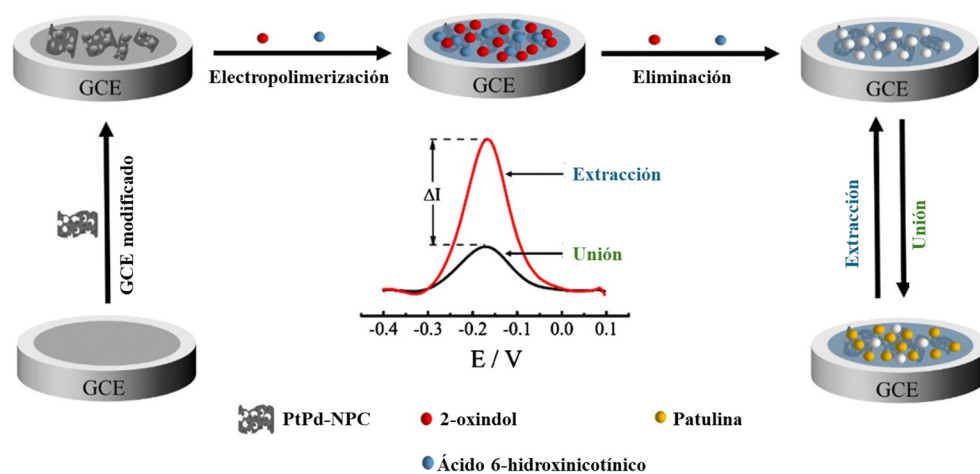 GCE
Electropolimerización
GCE
Eliminación
GCE
GCE modificado
ΔI
Extracción
Unión
Extracción
Unión
-0.4 -0.3 -0.2 -0.1 0.0 0.1
E / V
GCE
GCE
PtPd-NPC
2-oxindol
Patulina
Ácido 6-hidroxinicotínico